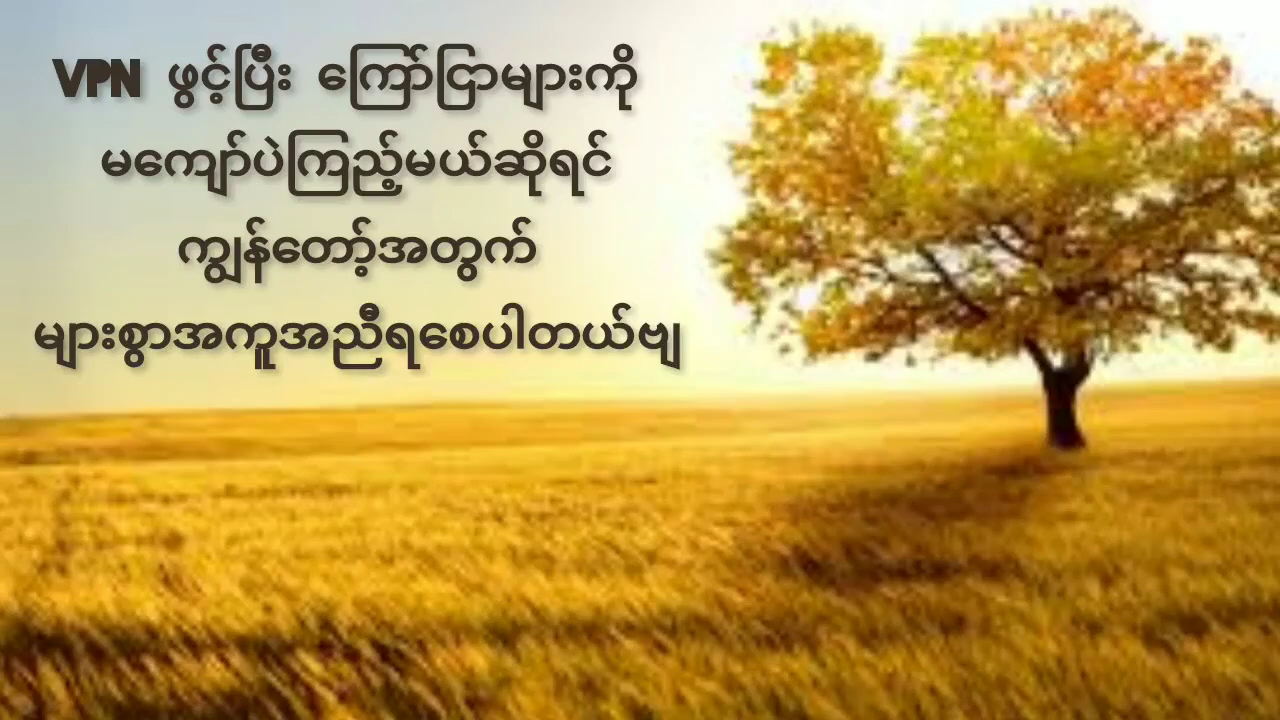 VPN ဖွင့်ပြီး ကြော်ငြာများကို
မကျော်ပဲကြည့်မယ်ဆိုရင်
ကျွန်တော့်အတွက်
များစွာအကူအညီရစေပါတယ်ဗျ